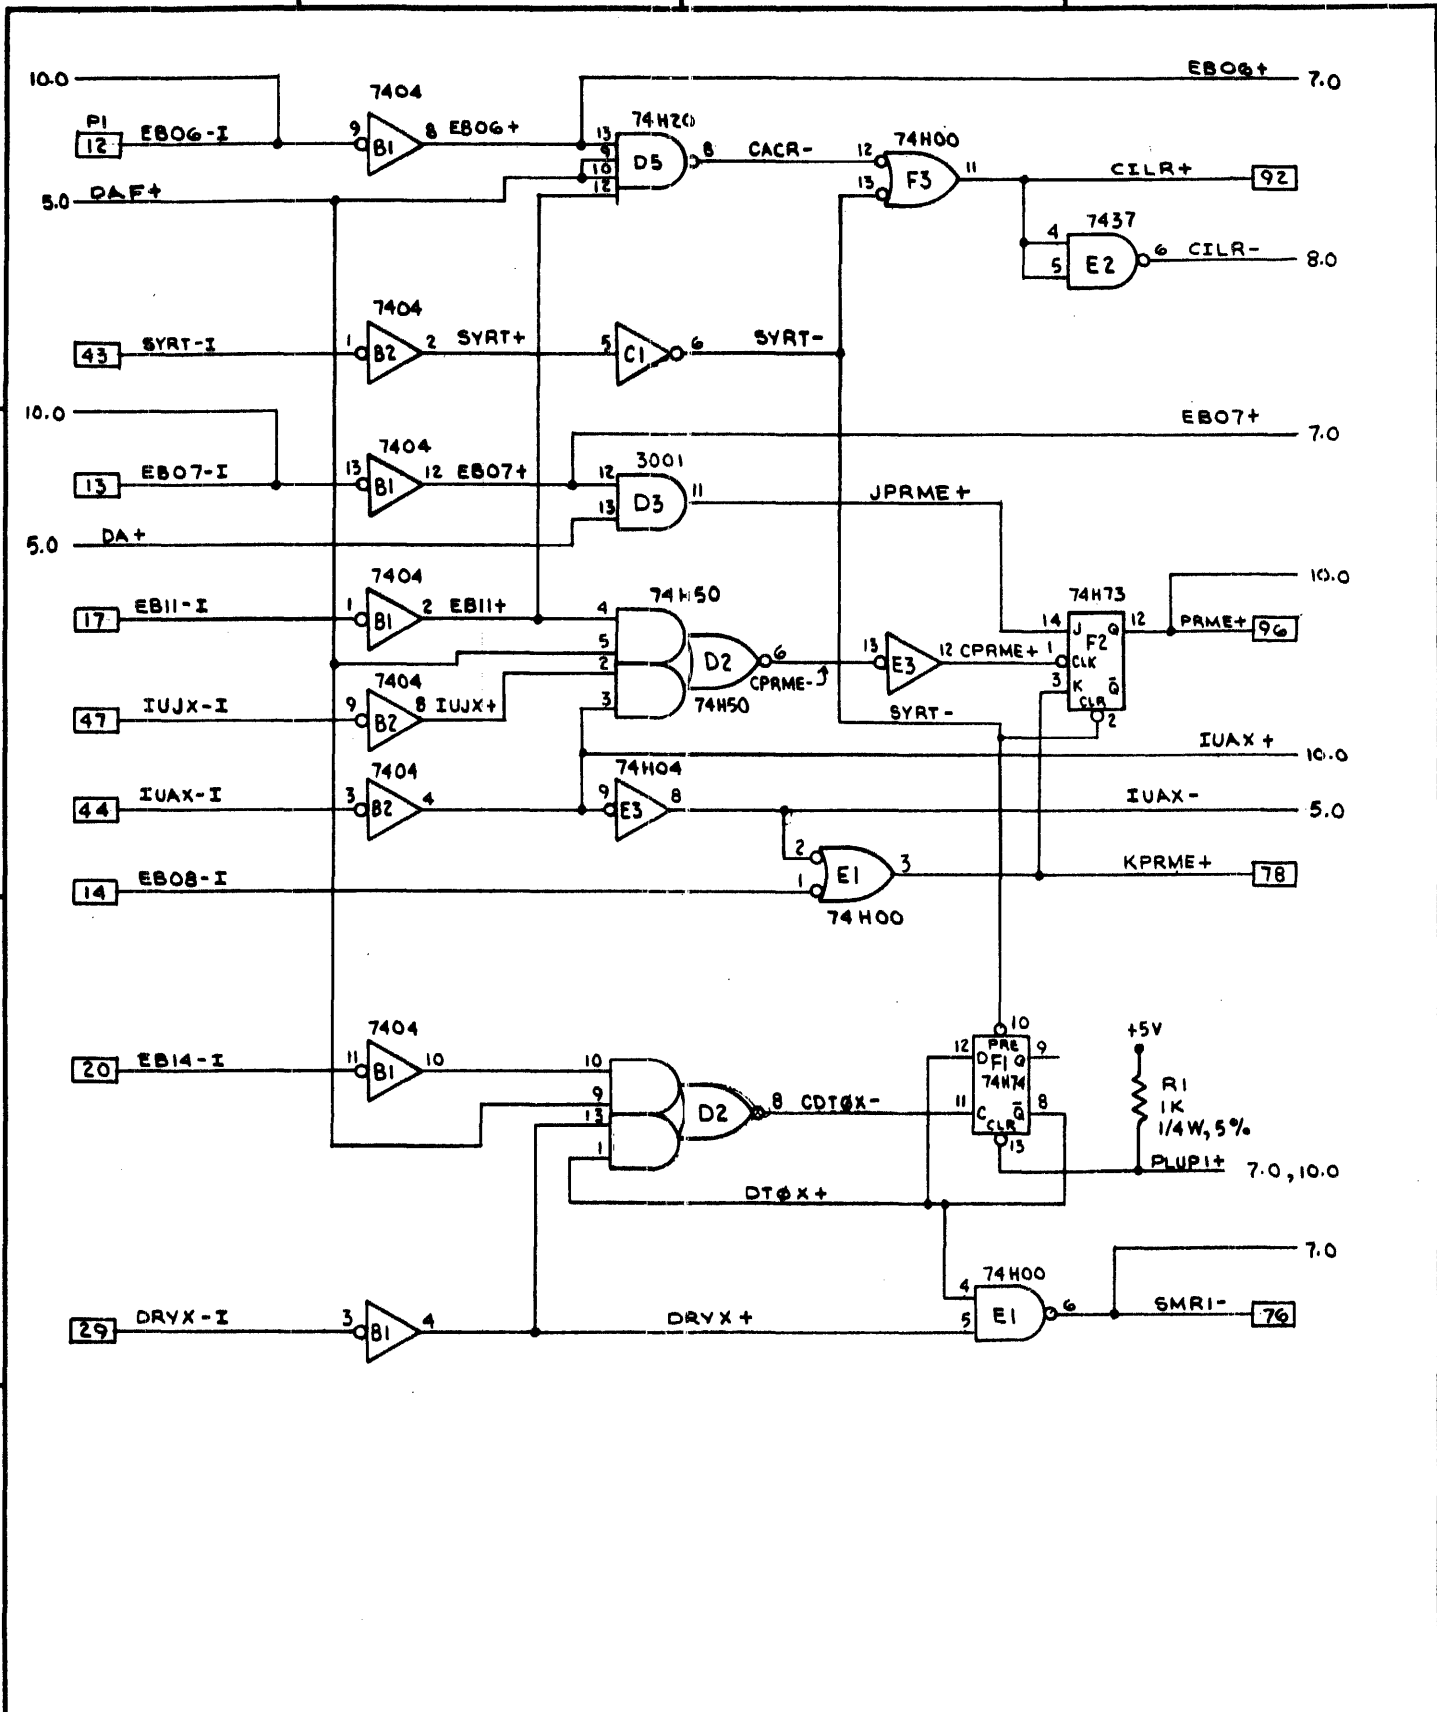 10.0
EB06+
7.0
7404
P1
12
EB06-I
9
B1
8
EB06+
13
9
10
12
74H20
D5
8
CACR-
12
13
74H00
F3
11
CILR+
92
5.0
DAF+
7437
4
5
E2
6
CILR-
8.0
7404
43
SYRT-I
1
B2
2
SYRT+
5
C1
6
SYRT-
10.0
EB07+
7.0
7404
13
EB07-I
13
B1
12
EB07+
3001
12
13
D3
11
JPRME+
5.0
DA+
7404
17
EB11-I
1
B1
2
EB11+
74H50
4
5
2
3
D2
6
74H50
CPRME-
13
E3
12
CPRME+
74H73
14
J
Q
12
F2
1
CLK
3
K
Q̅
CLR
2
10.0
PRME+
96
7404
47
IUJX-I
9
B2
8
IUJX+
SYRT-
IUAX+
10.0
7404
44
IUAX-I
3
B2
4
74H04
9
E3
8
IUAX-
5.0
14
EB08-I
2
1
E1
3
74H00
KPRME+
78
7404
20
EB14-I
11
B1
10
10
9
13
1
D2
8
CDTØX-
10
PRE
12
D
F1
Q
9
74H74
11
C
Q̅
8
CLR
13
+5V
R1
1K
1/4W, 5%
PLUP1+
7.0, 10.0
DTØX+
7.0
29
DRYX-I
3
B1
4
DRYX+
74H00
4
5
E1
6
SMR1-
76